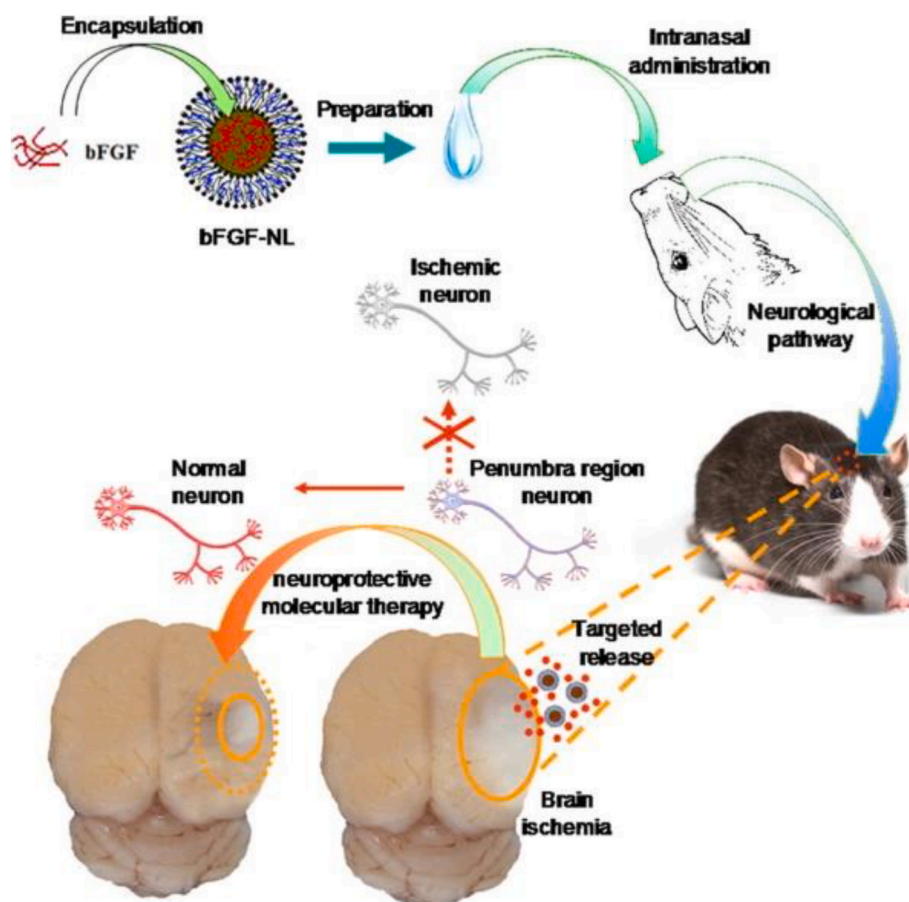 Encapsulation
bFGF
bFGF-NL
Preparation
Intranasal
administration
Neurological
pathway
Ischemic
neuron
Normal
neuron
Penumbra region
neuron
neuroprotective
molecular therapy
Targeted
release
Brain
ischemia